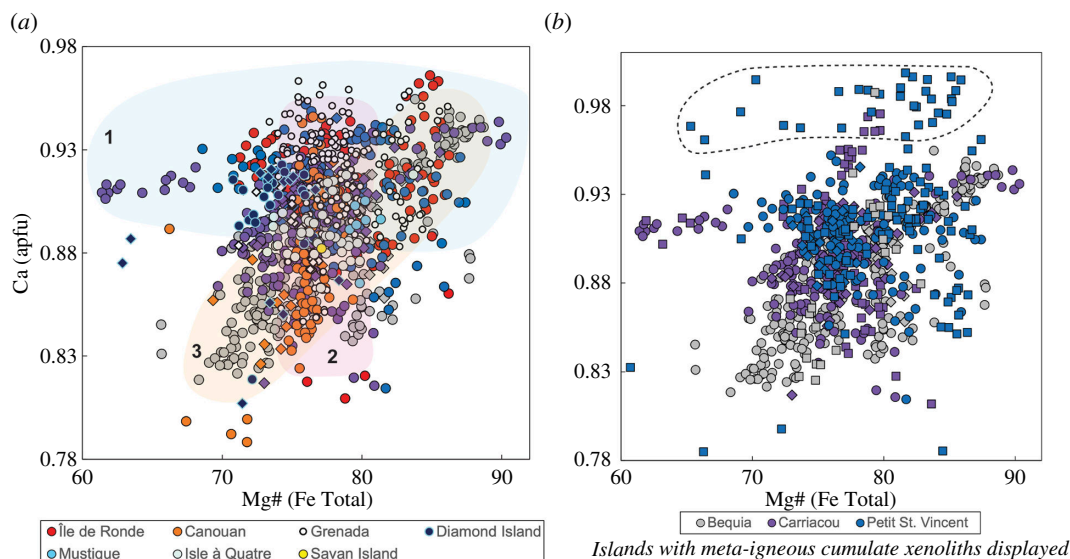 (a)
0.98
0.93
0.88
0.83
0.78
Ca (apfu)
1
2
3
60 70 80 90
Mg# (Fe Total)
Île de Ronde Canouan Grenada Diamond Island
Mustique Isle à Quatre Savan Island
(b)
0.98
0.93
0.88
0.83
0.78
60 70 80 90
Mg# (Fe Total)
Bequia Carriacou Petit St. Vincent
Islands with meta-igneous cumulate xenoliths displayed